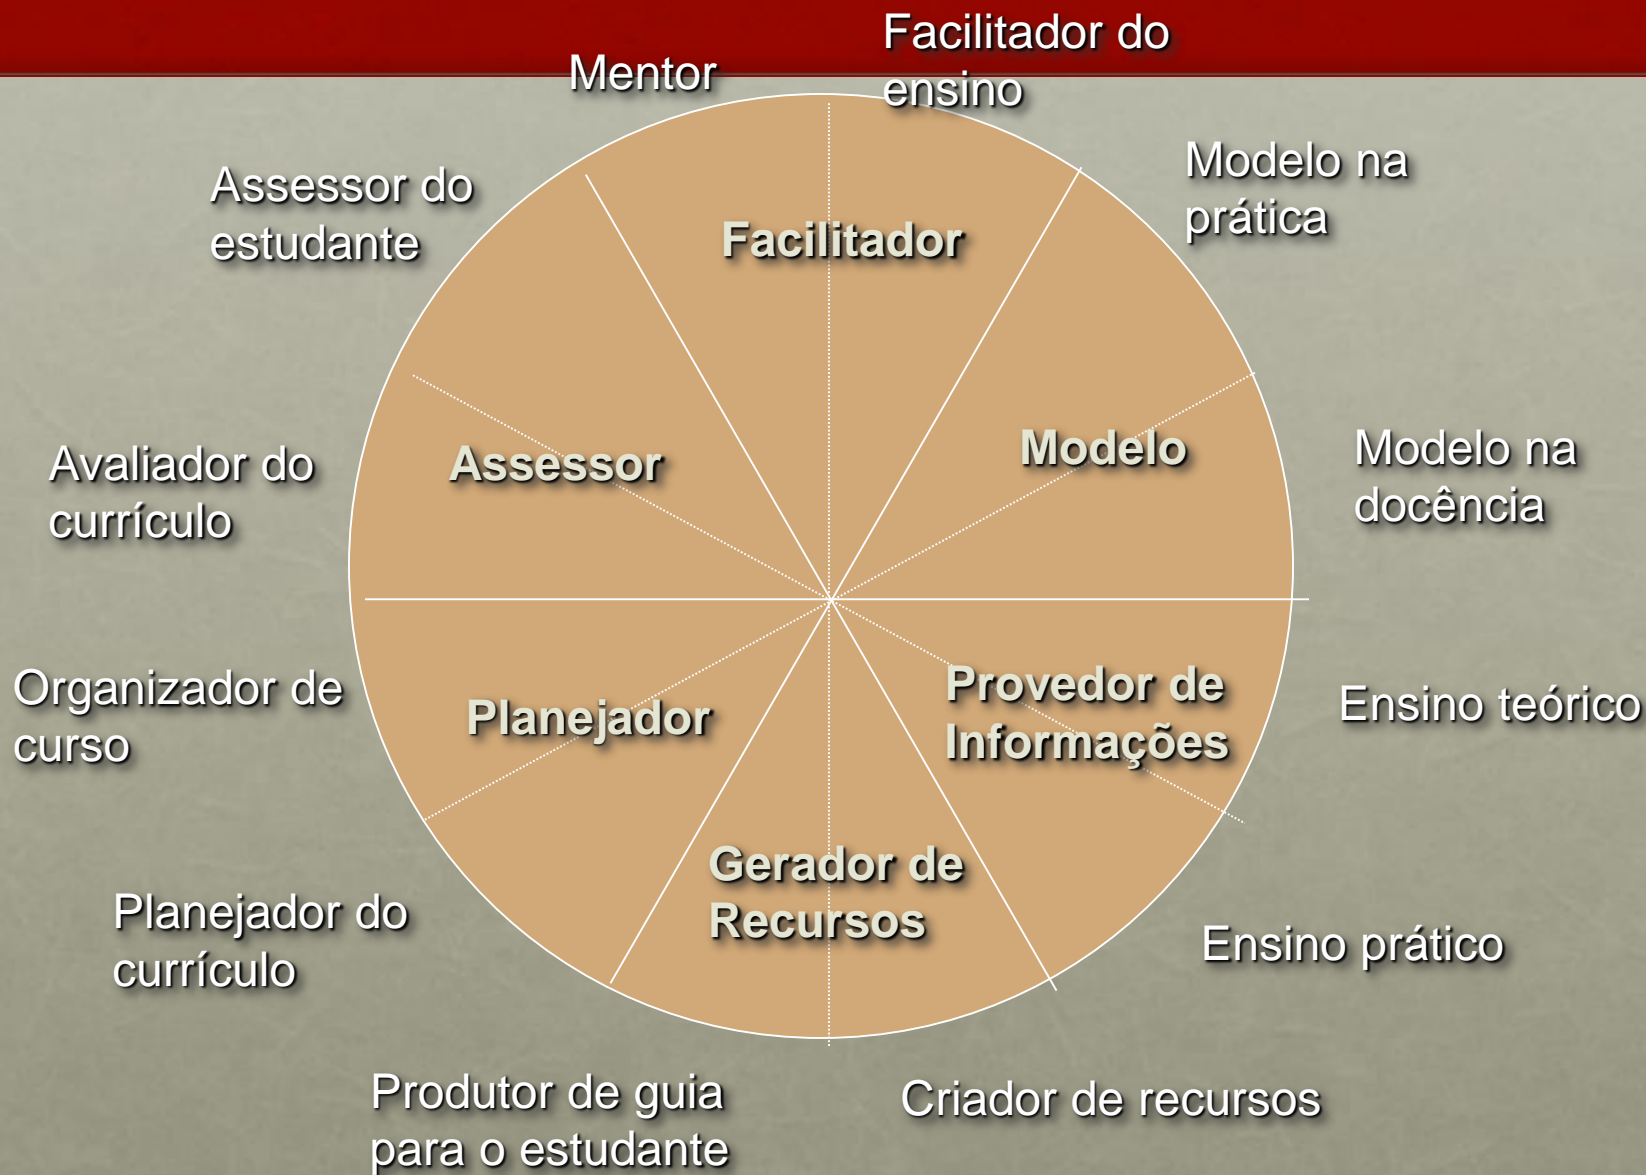 Facilitador do
ensino
Mentor
Modelo na
prática
Assessor do
estudante
Facilitador
Modelo
Modelo na
docência
Assessor
Avaliador do
currículo
Provedor de
Informações
Ensino teórico
Planejador
Organizador de
curso
Gerador de
Recursos
Planejador do
currículo
Ensino prático
Produtor de guia
para o estudante
Criador de recursos